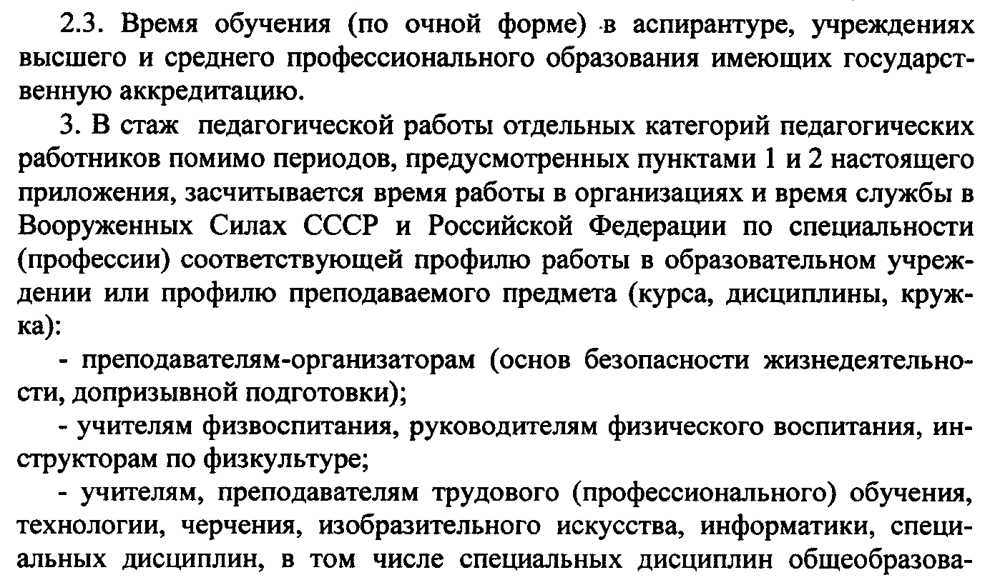 2.3. Время обучения (по очной форме) в аспирантуре, учреждениях
высшего и среднего профессионального образования имеющих государст-
венную аккредитацию.
3. В стаж педагогической работы отдельных категорий педагогических
работников помимо периодов, предусмотренных пунктами 1 и 2 настоящего
приложения, засчитывается время работы в организациях и время службы в
Вооруженных Силах СССР и Российской Федерации по специальности
(профессии) соответствующей профилю работы в образовательном учреж-
дении или профилю преподаваемого предмета (курса, дисциплины, круж-
ка):
- преподавателям-организаторам (основ безопасности жизнедеятельно-
сти, допризывной подготовки);
- учителям физвоспитания, руководителям физического воспитания, ин-
структорам по физкультуре;
- учителям, преподавателям трудового (профессионального) обучения,
технологии, черчения, изобразительного искусства, информатики, специ-
альных дисциплин, в том числе специальных дисциплин общеобразова-